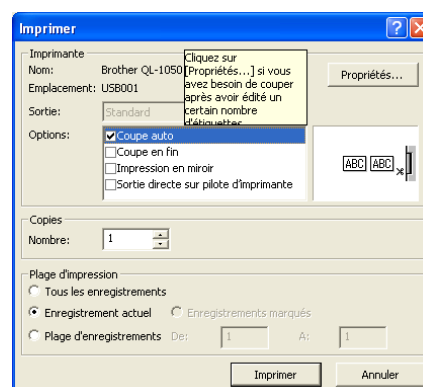 Imprimer
Imprimante
Nom: Brother QL-1050
Emplacement: USB001
Cliquez sur
[Propriétés...] si vous
avez besoin de couper
après avoir édité un
certain nombre
d'étiquettes
Propriétés...
Sortie: Standard
Options: Coupe auto
Coupe en fin
Impression en miroir
Sortie directe sur pilote d'imprimante
ABC ABC
Copies
Nombre: 1
Plage d'impression
Tous les enregistrements
Enregistrement actuel Enregistrements marqués
Plage d'enregistrements De: 1 A: 1
Imprimer Annuler